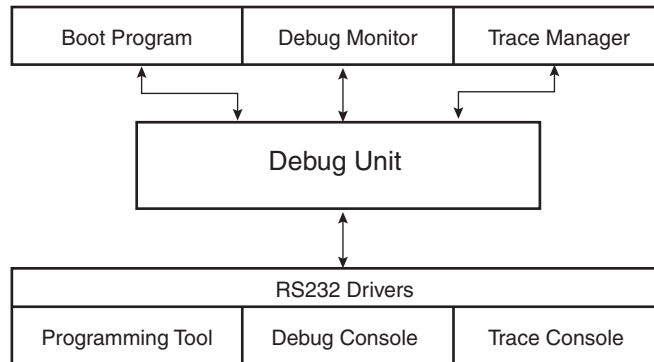 Boot Program
Debug Monitor
Trace Manager
Debug Unit
RS232 Drivers
Programming Tool
Debug Console
Trace Console